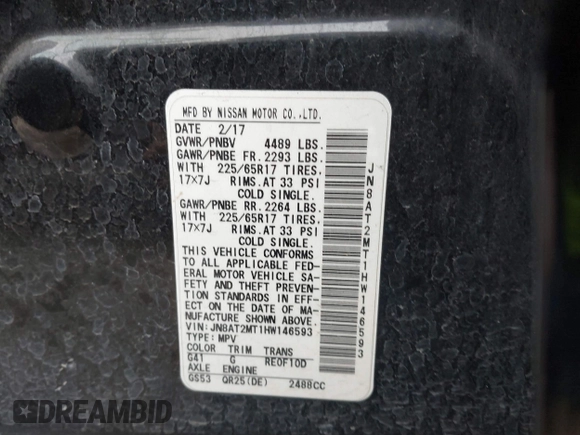 MFD BY NISSAN MOTOR CO.,LTD.
DATE 2/17
GVWR/PNBV 4489 LBS.
GAWR/PNBE FR. 2293 LBS.
WITH 225/65R17 TIRES.
17×7J RIMS. AT 33 PSI
COLD SINGLE.
GAWR/PNBE RR. 2264 LBS.
WITH 225/65R17 TIRES.
17×7J RIMS. AT 33 PSI
COLD SINGLE.
THIS VEHICLE CONFORMS
TO ALL APPLICABLE FED-
ERAL MOTOR VEHICLE SA-
FETY AND THEFT PREVEN-
TION STANDARDS IN EFF-
ECT ON THE DATE OF MA-
NUFACTURE SHOWN ABOVE.
VIN: JN8AT2MT1HW146593
TYPE: MPV
COLOR TRIM TRANS
G41 G RE0F10D
AXLE ENGINE
GS53 QR25(DE) 2488CC
JN8AT2MT1HW146593
DREAMBID